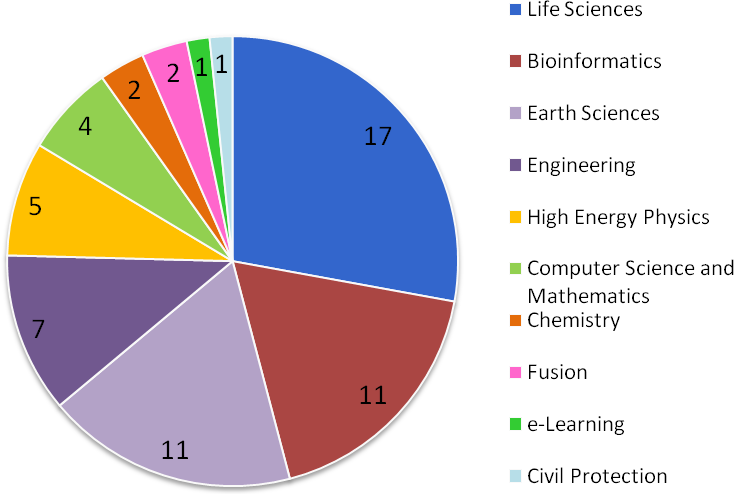 17
11
11
7
5
4
2
2
1
1
Life Sciences
Bioinformatics
Earth Sciences
Engineering
High Energy Physics
Computer Science and
Mathematics
Chemistry
Fusion
e-Learning
Civil Protection